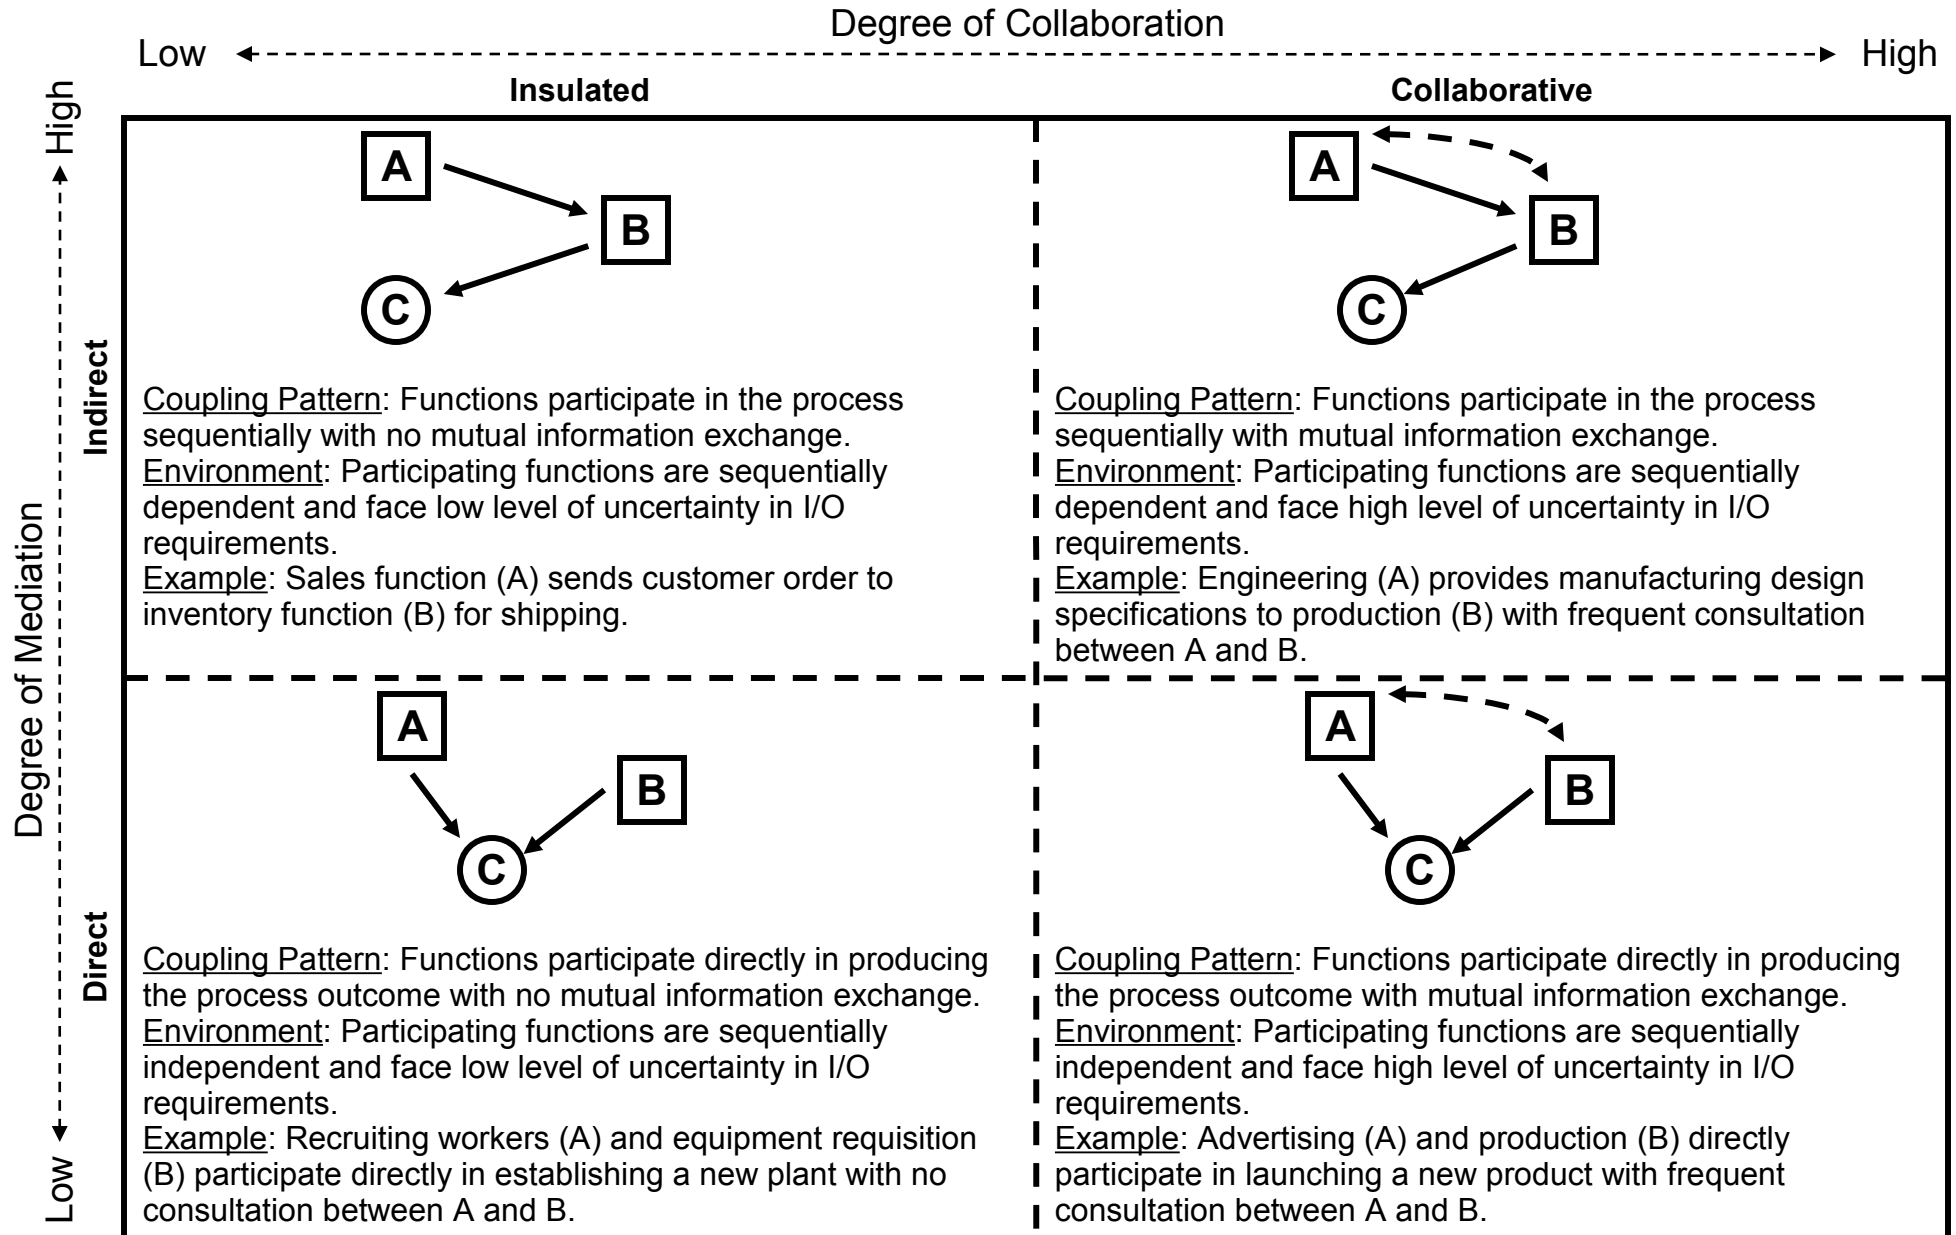 Degree of Collaboration
Low
High
Insulated
Collaborative
High
Degree of Mediation
Low
Indirect
Direct
A
B
C
Coupling Pattern: Functions participate in the process
sequentially with no mutual information exchange.
Environment: Participating functions are sequentially
dependent and face low level of uncertainty in I/O
requirements.
Example: Sales function (A) sends customer order to
inventory function (B) for shipping.
A
B
C
Coupling Pattern: Functions participate in the process
sequentially with mutual information exchange.
Environment: Participating functions are sequentially
dependent and face high level of uncertainty in I/O
requirements.
Example: Engineering (A) provides manufacturing design
specifications to production (B) with frequent consultation
between A and B.
A
B
C
Coupling Pattern: Functions participate directly in producing
the process outcome with no mutual information exchange.
Environment: Participating functions are sequentially
independent and face low level of uncertainty in I/O
requirements.
Example: Recruiting workers (A) and equipment requisition
(B) participate directly in establishing a new plant with no
consultation between A and B.
A
B
C
Coupling Pattern: Functions participate directly in producing
the process outcome with mutual information exchange.
Environment: Participating functions are sequentially
independent and face high level of uncertainty in I/O
requirements.
Example: Advertising (A) and production (B) directly
participate in launching a new product with frequent
consultation between A and B.